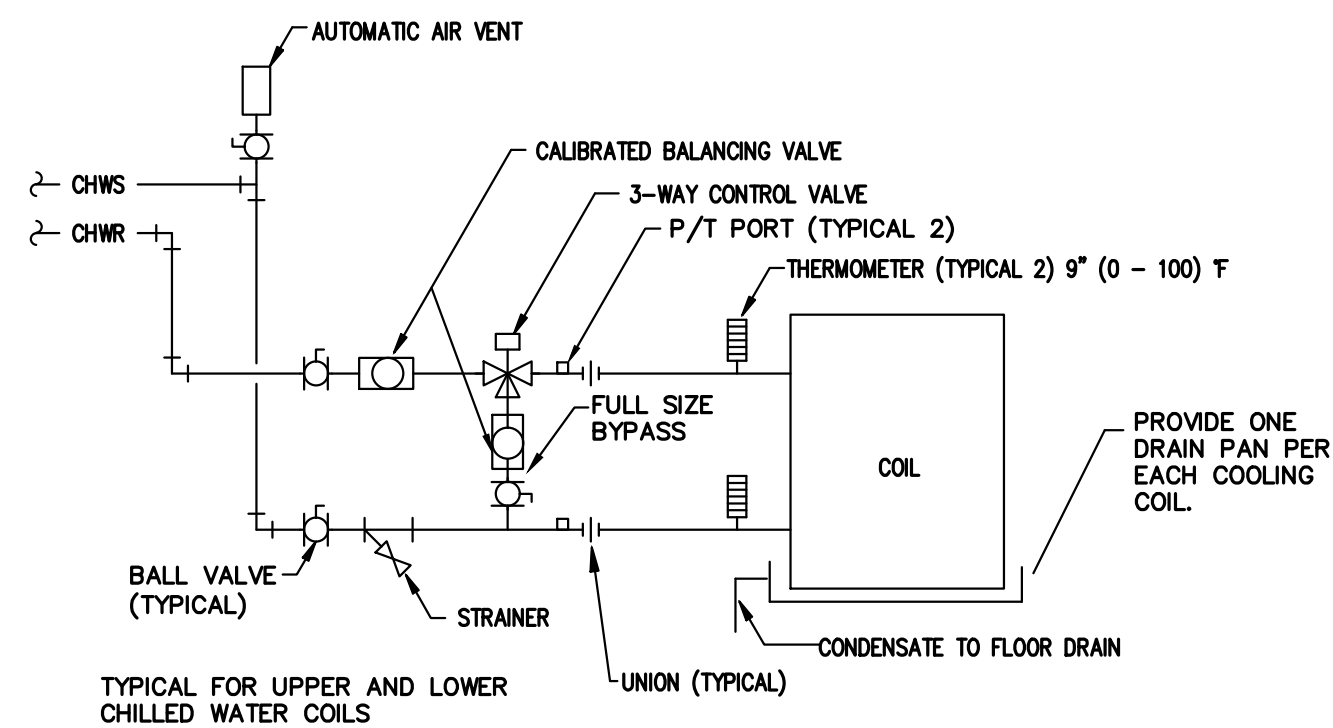 AUTOMATIC AIR VENT
CALIBRATED BALANCING VALVE
CHWS
3-WAY CONTROL VALVE
CHWR
P/T PORT (TYPICAL 2)
THERMOMETER (TYPICAL 2) 9" (0 - 100) °F
FULL SIZE
BYPASS
PROVIDE ONE
DRAIN PAN PER
EACH COOLING
COIL.
COIL
BALL VALVE
(TYPICAL)
STRAINER
CONDENSATE TO FLOOR DRAIN
UNION (TYPICAL)
TYPICAL FOR UPPER AND LOWER
CHILLED WATER COILS